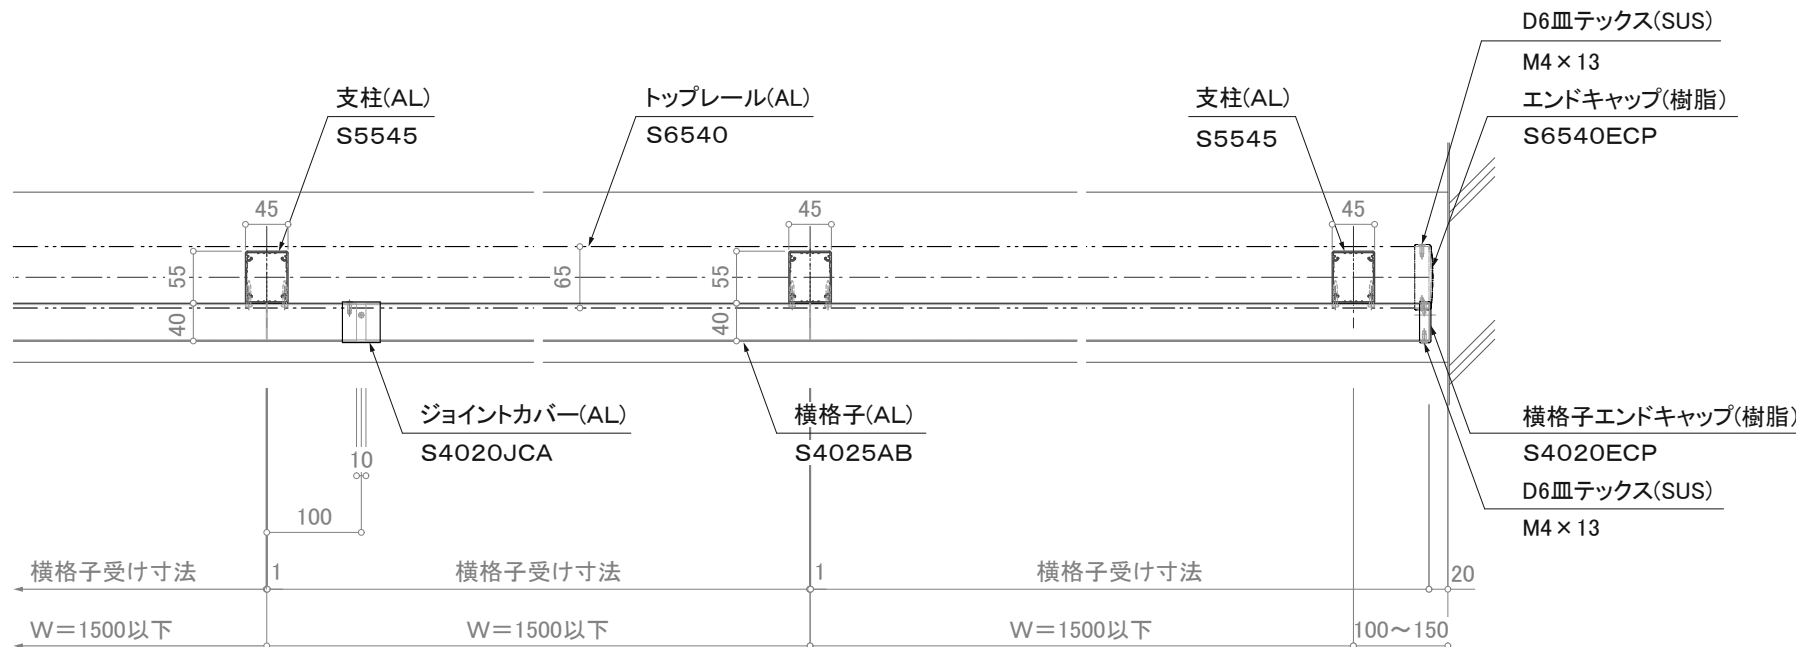 D6皿テックス(SUS)
M4×13
支柱(AL)
S5545
トップレール(AL)
S6540
支柱(AL)
S5545
エンドキャップ(樹脂)
S6540ECP
45
45
45
55
65
55
40
40
ジョイントカバー(AL)
S4020JCA
横格子(AL)
S4025AB
横格子エンドキャップ(樹脂)
S4020ECP
D6皿テックス(SUS)
M4×13
10
100
横格子受け寸法
1
横格子受け寸法
1
横格子受け寸法
20
W=1500以下
W=1500以下
W=1500以下
100～150